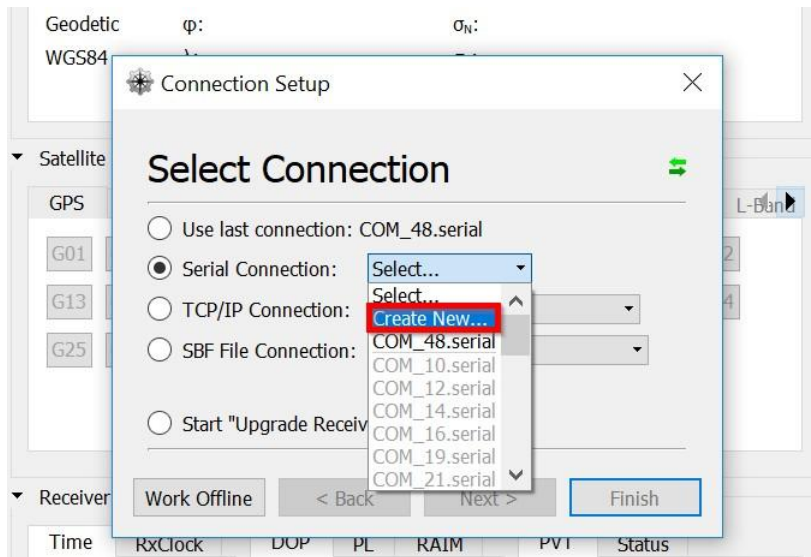 Geodetic φ: σN:
WGS84
Connection Setup
Satellite
Select Connection
GPS
L-Band
Use last connection: COM_48.serial
G01
2
Serial Connection: Select...
Select...
G13 TCP/IP Connection:
4
Create New...
G25 SBF File Connection:
COM_48.serial
COM_10.serial
COM_12.serial
COM_14.serial
Start "Upgrade Receiv
COM_16.serial
COM_19.serial
COM_21.serial
Receiver
Work Offline < Back Next > Finish
Time RxClock DOP PL RAIM PVT Status